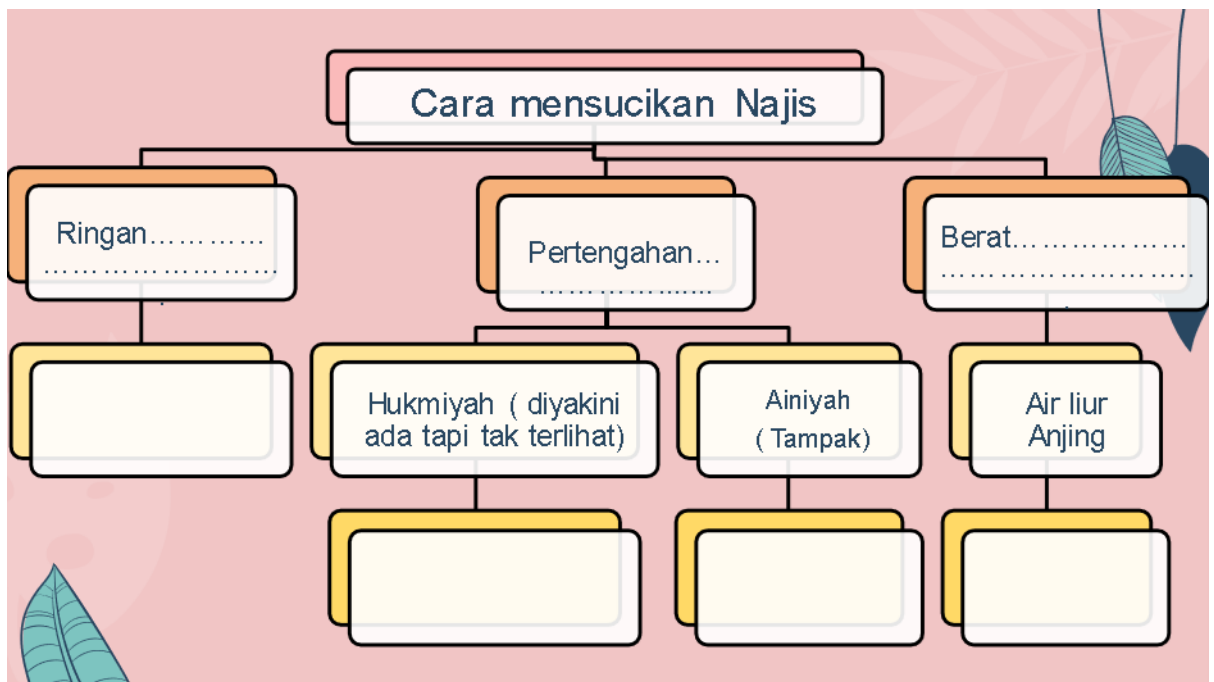 Cara mensucikan Najis
Ringan…………
……………………
.
Pertengahan…
…………......
Berat………………
……………………..
.
Hukmiyah ( diyakini
ada tapi tak terlihat)
Ainiyah
( Tampak)
Air liur
Anjing